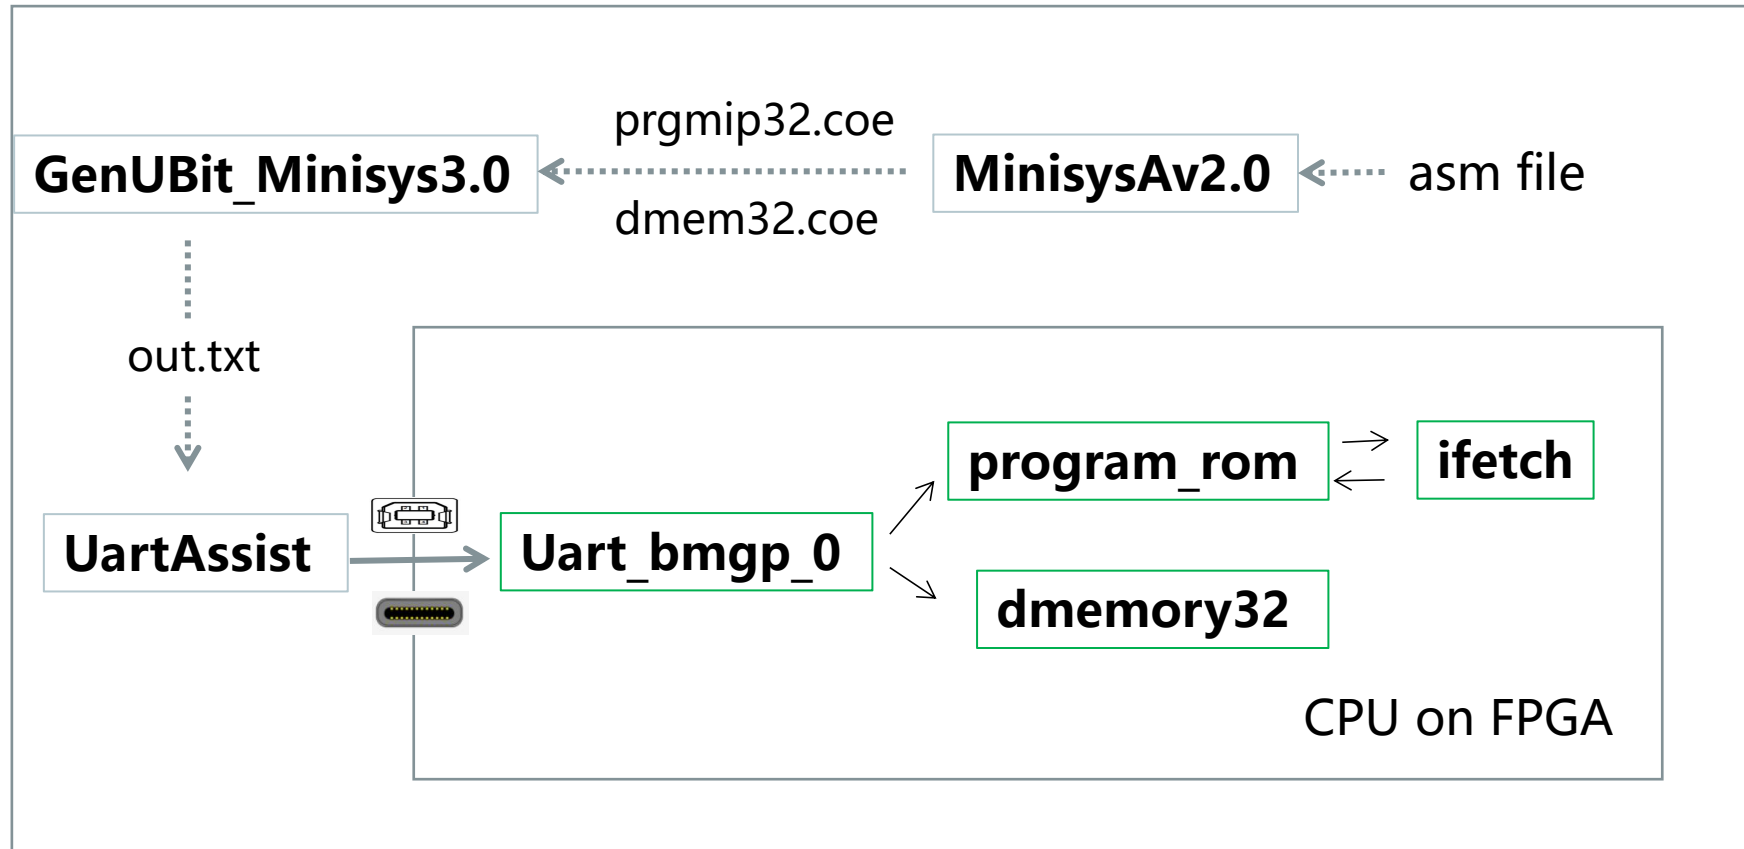 prgmip32.coe
GenUBit_Minisys3.0
MinisysAv2.0
asm file
dmem32.coe
out.txt
program_rom
ifetch
UartAssist
Uart_bmgp_0
dmemory32
CPU on FPGA